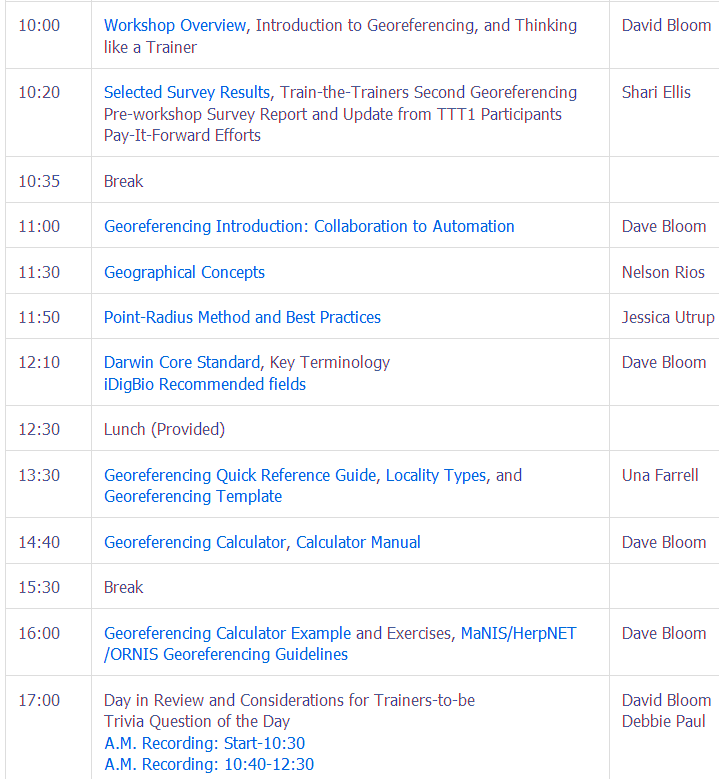 10:00 Workshop Overview, Introduction to Georeferencing, and Thinking David Bloom
like a Trainer
10:20 Selected Survey Results, Train-the-Trainers Second Georeferencing Shari Ellis
Pre-workshop Survey Report and Update from TTT1 Participants
Pay-It-Forward Efforts
10:35 Break
11:00 Georeferencing Introduction: Collaboration to Automation Dave Bloom
11:30 Geographical Concepts Nelson Rios
11:50 Point-Radius Method and Best Practices Jessica Utrup
12:10 Darwin Core Standard, Key Terminology Dave Bloom
iDigBio Recommended fields
12:30 Lunch (Provided)
13:30 Georeferencing Quick Reference Guide, Locality Types, and Una Farrell
Georeferencing Template
14:40 Georeferencing Calculator, Calculator Manual Dave Bloom
15:30 Break
16:00 Georeferencing Calculator Example and Exercises, MaNIS/HerpNET Dave Bloom
/ORNIS Georeferencing Guidelines
17:00 Day in Review and Considerations for Trainers-to-be David Bloom
Trivia Question of the Day Debbie Paul
A.M. Recording: Start-10:30
A.M. Recording: 10:40-12:30